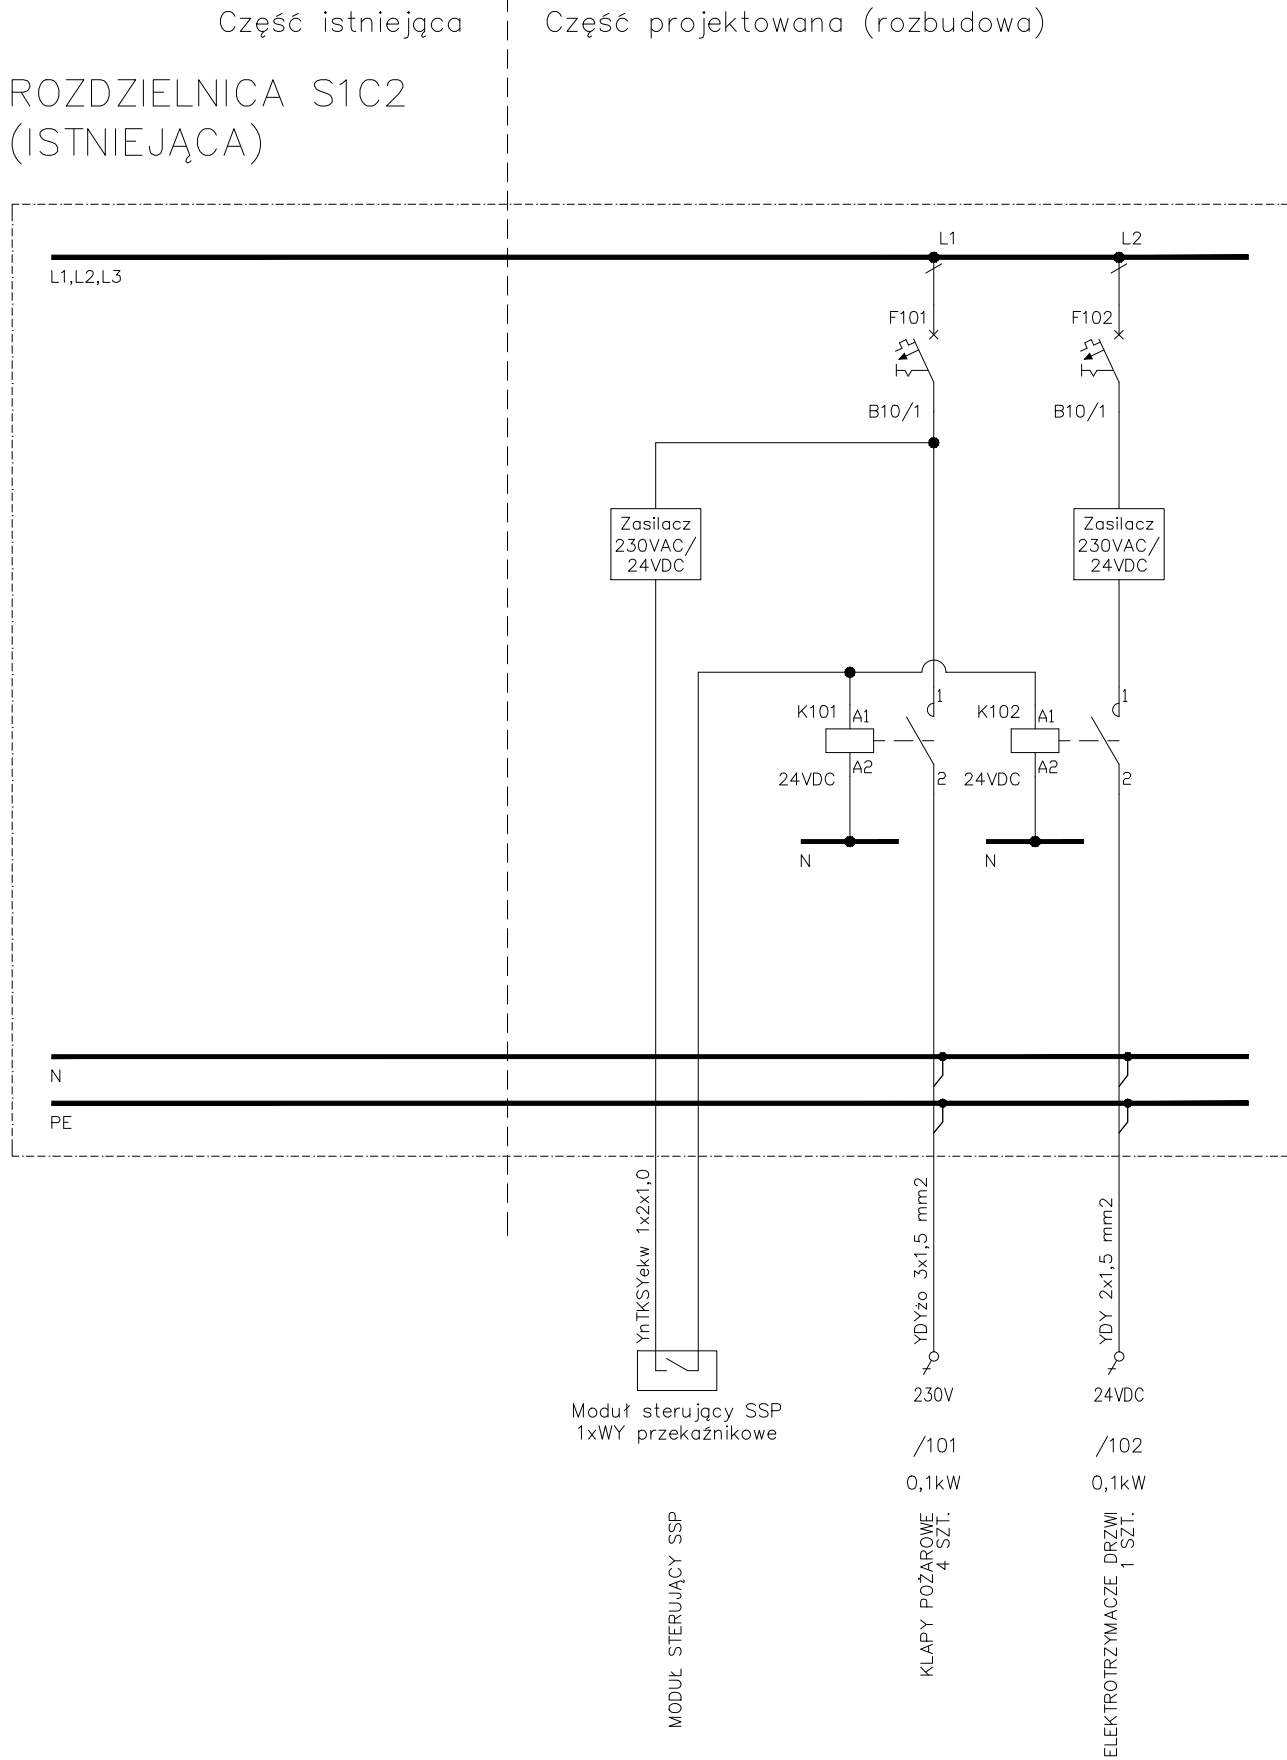 Część istniejąca
Część projektowana (rozbudowa)
ROZDZIELNICA S1C2
(ISTNIEJĄCA)
L1
L2
L1,L2,L3
F101
F102
B10/1
B10/1
Zasilacz
230VAC/
24VDC
Zasilacz
230VAC/
24VDC
K101
A1
1
K102
A1
1
24VDC
A2
2
24VDC
A2
2
N
N
N
PE
YnTKSYekw 1x2x1,0
YDYżo 3x1,5 mm2
YDY 2x1,5 mm2
Moduł sterujący SSP
1xWY przekaźnikowe
230V
24VDC
/101
/102
0,1kW
0,1kW
MODUŁ STERUJĄCY SSP
KLAPY POŻAROWE
4 SZT.
ELEKTROTRZYMACZE DRZWI
1 SZT.